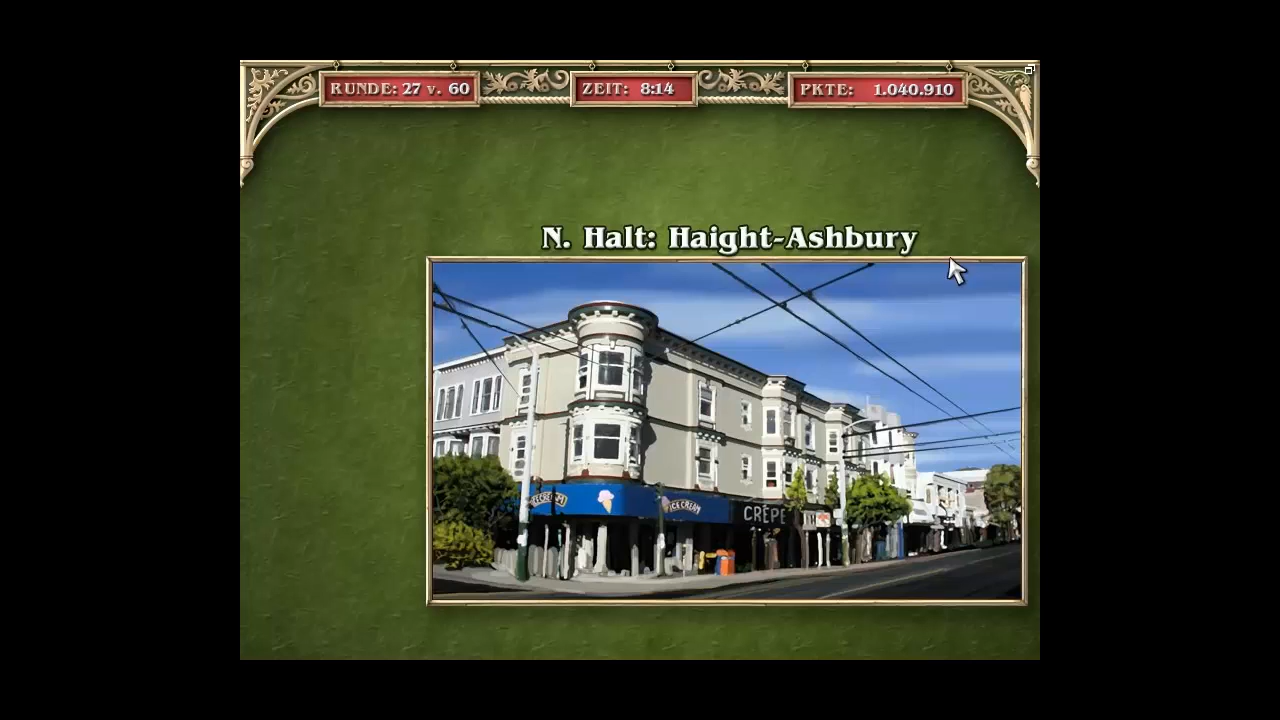 RUNDE: 27 v. 60
ZEIT: 8:14
PKTE: 1.040.910
N. Halt: Haight-Ashbury
ICE CREAM
CREPE